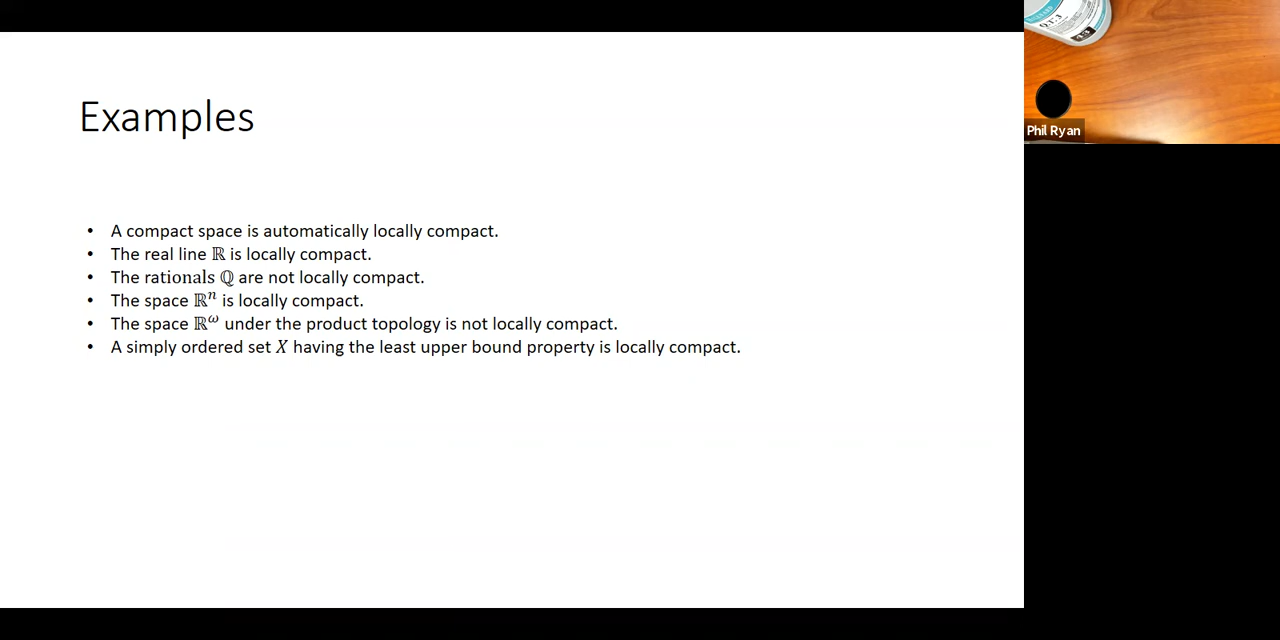 Examples
• A compact space is automatically locally compact.
• The real line ℝ is locally compact.
• The rationals ℚ are not locally compact.
• The space ℝⁿ is locally compact.
• The space ℝ^ω under the product topology is not locally compact.
• A simply ordered set X having the least upper bound property is locally compact.
Phil Ryan